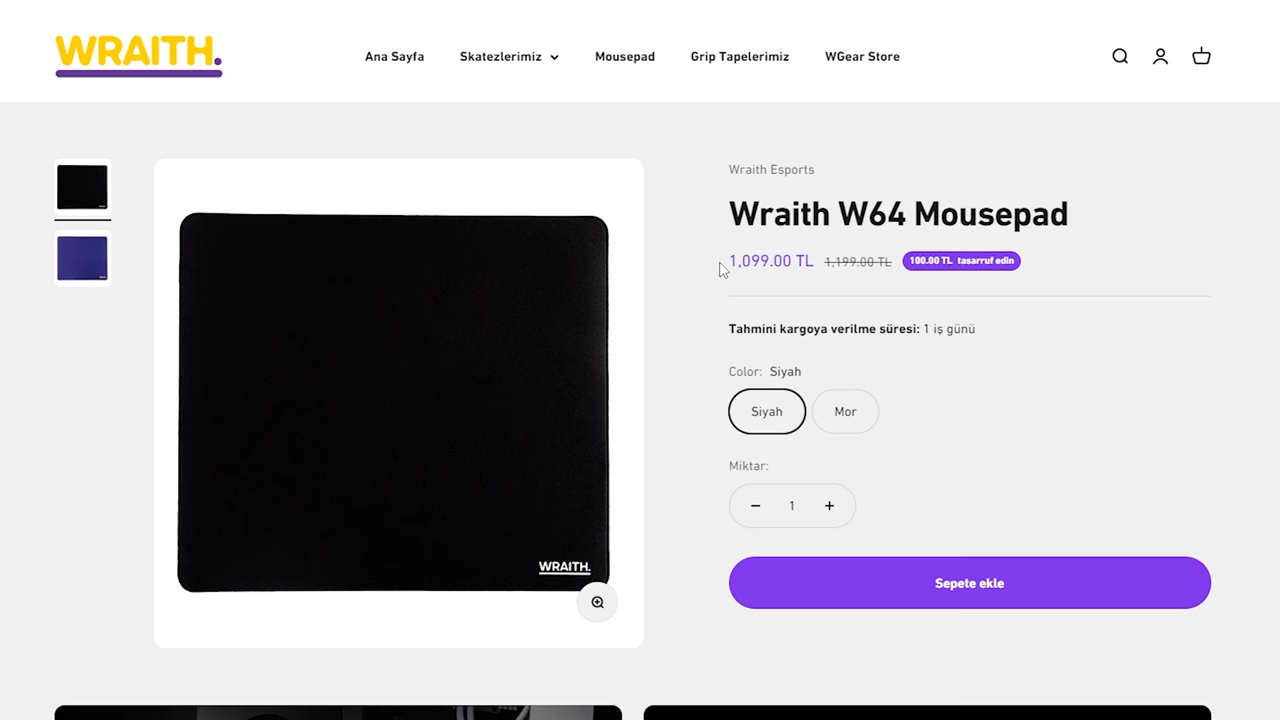 WRAITH.
Ana Sayfa
Skatezlerimiz
Mousepad
Grip Tapelerimiz
WGear Store
Wraith Esports
Wraith W64 Mousepad
1,099.00 TL 1,199.00 TL 100.00 TL tasarruf edin
Tahmini kargoya verilme süresi: 1 iş günü
Color: Siyah
Siyah
Mor
Miktar:
1
Sepete ekle
WRAITH.